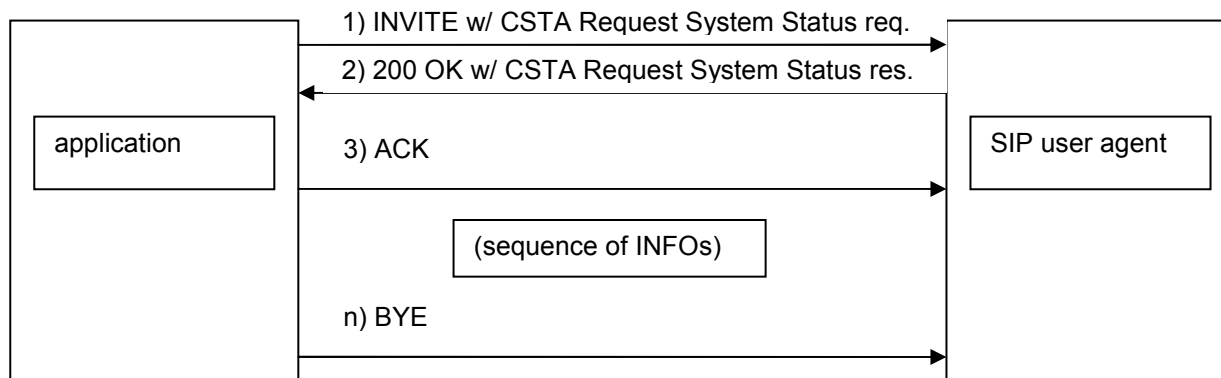 1) INVITE w/ CSTA Request System Status req.
2) 200 OK w/ CSTA Request System Status res.
application
3) ACK
SIP user agent
(sequence of INFOs)
n) BYE